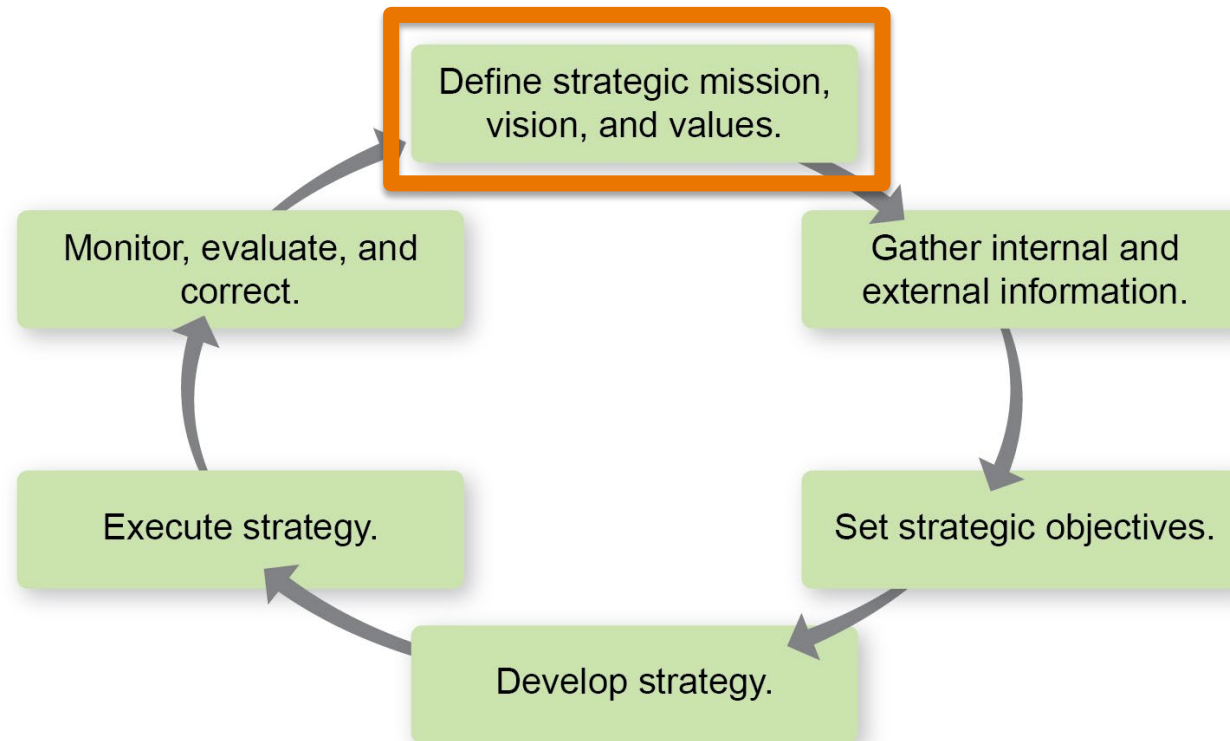 Define strategic mission,
vision, and values.
Gather internal and
external information.
Set strategic objectives.
Develop strategy.
Execute strategy.
Monitor, evaluate, and
correct.